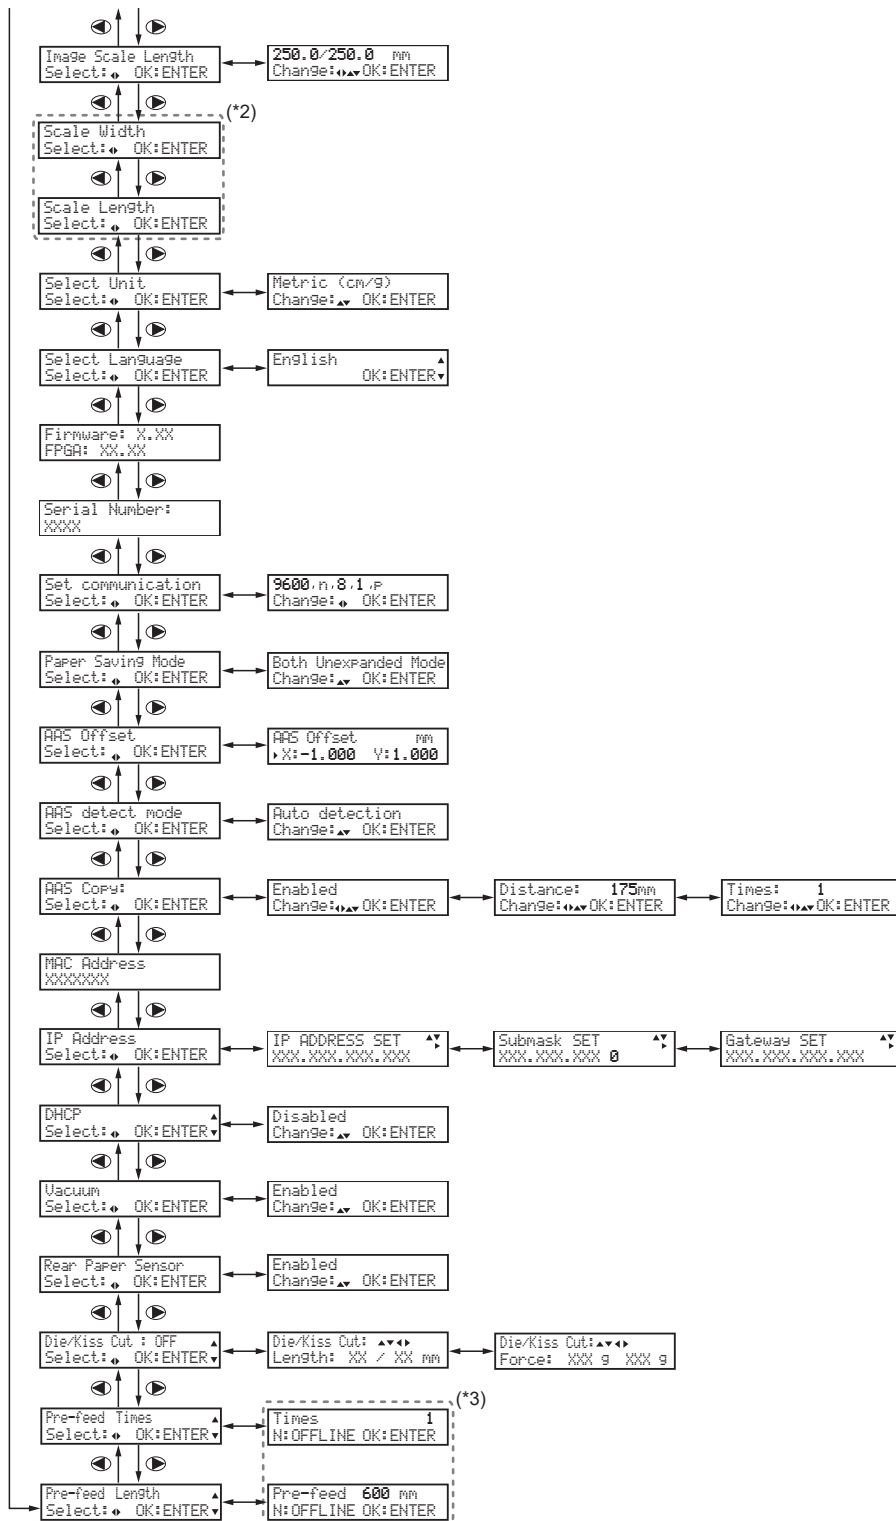 Image Scale Length
Select: OK:ENTER
250.0/250.0 mm
Change: OK:ENTER
(*2)
Scale Width
Select: OK:ENTER
Scale Length
Select: OK:ENTER
Select Unit
Select: OK:ENTER
Metric (cm/g)
Change: OK:ENTER
Select Language
Select: OK:ENTER
English
OK:ENTER
Firmware: X.XX
FPGA: XX.XX
Serial Number:
XXXX
Set communication
Select: OK:ENTER
9600,n,8,1,p
Change: OK:ENTER
Paper Saving Mode
Select: OK:ENTER
Both Unexpanded Mode
Change: OK:ENTER
AAS Offset
Select: OK:ENTER
AAS Offset mm
X:-1.000 Y:1.000
AAS detect mode
Select: OK:ENTER
Auto detection
Change: OK:ENTER
AAS Copy:
Select: OK:ENTER
Enabled
Change: OK:ENTER
Distance: 175mm
Change: OK:ENTER
Times: 1
Change: OK:ENTER
MAC Address
XXXXXXX
IP Address
Select: OK:ENTER
IP ADDRESS SET
XXX.XXX.XXX.XXX
Submask SET
XXX.XXX.XXX 0
Gateway SET
XXX.XXX.XXX.XXX
DHCP
Select: OK:ENTER
Disabled
Change: OK:ENTER
Vacuum
Select: OK:ENTER
Enabled
Change: OK:ENTER
Rear Paper Sensor
Select: OK:ENTER
Enabled
Change: OK:ENTER
Die/Kiss Cut : OFF
Select: OK:ENTER
Die/Kiss Cut:
Length: XX / XX mm
Die/Kiss Cut:
Force: XXX g XXX g
(*3)
Pre-feed Times
Select: OK:ENTER
Times 1
N:OFFLINE OK:ENTER
Pre-feed Length
Select: OK:ENTER
Pre-feed 600 mm
N:OFFLINE OK:ENTER